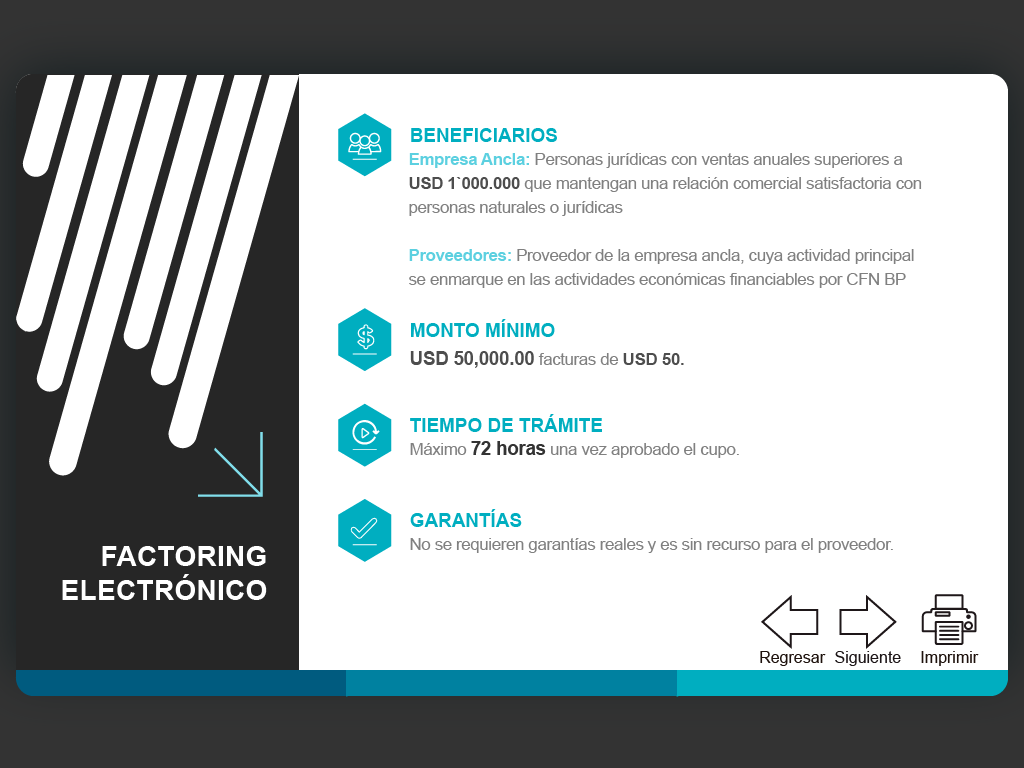 BENEFICIARIOS
Empresa Ancla: Personas jurídicas con ventas anuales superiores a
USD 1`000.000 que mantengan una relación comercial satisfactoria con
personas naturales o jurídicas
Proveedores: Proveedor de la empresa ancla, cuya actividad principal
se enmarque en las actividades económicas financiables por CFN BP
MONTO MÍNIMO
USD 50,000.00 facturas de USD 50.
TIEMPO DE TRÁMITE
Máximo 72 horas una vez aprobado el cupo.
GARANTÍAS
No se requieren garantías reales y es sin recurso para el proveedor.
FACTORING
ELECTRÓNICO
Regresar Siguiente Imprimir